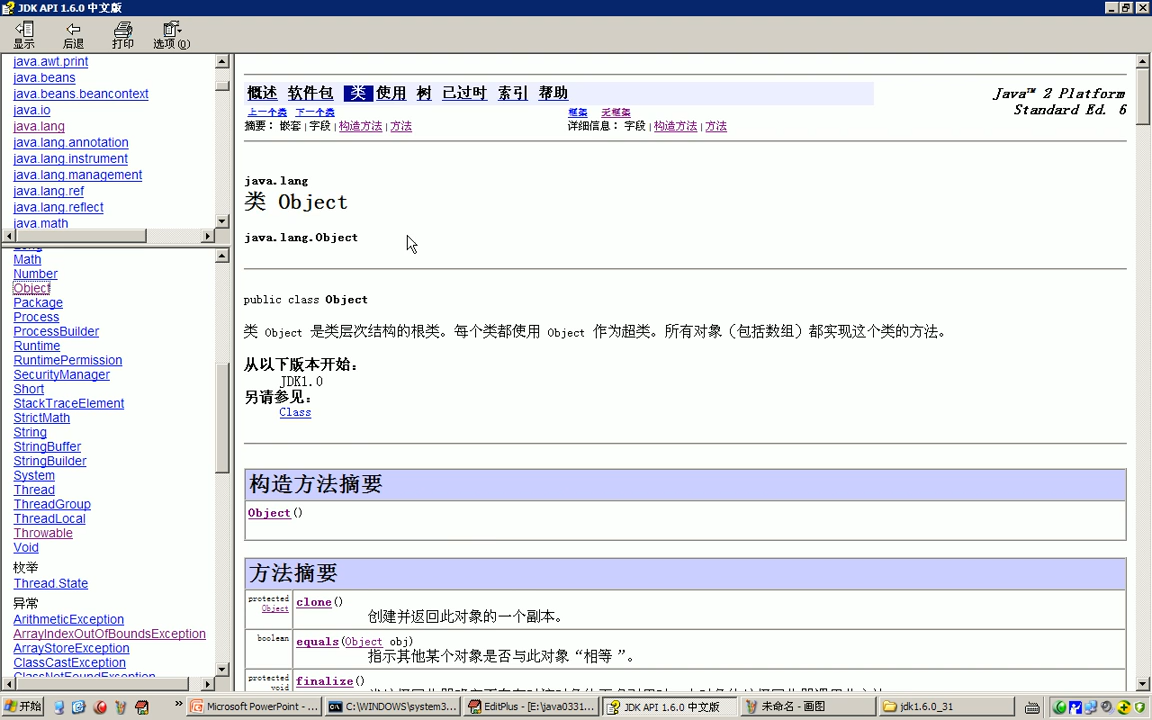 JDK API 1.6.0 中文版
显示 后退 打印 选项(O)
java.awt.print
java.beans
java.beans.beancontext
java.io
java.lang
java.lang.annotation
java.lang.instrument
java.lang.management
java.lang.ref
java.lang.reflect
java.math
Math
Number
Object
Package
Process
ProcessBuilder
Runtime
RuntimePermission
SecurityManager
Short
StackTraceElement
StrictMath
String
StringBuffer
StringBuilder
System
Thread
ThreadGroup
ThreadLocal
Throwable
Void
枚举
Thread.State
异常
ArithmeticException
ArrayIndexOutOfBoundsException
ArrayStoreException
ClassCastException
ClassNotFoundException
概述 软件包 类 使用 树 已过时 索引 帮助
Java™ 2 Platform
Standard Ed. 6
上一个类 下一个类 框架 无框架
摘要: 嵌套 | 字段 | 构造方法 | 方法 详细信息: 字段 | 构造方法 | 方法
java.lang
类 Object
java.lang.Object
public class Object
类 Object 是类层次结构的根类。每个类都使用 Object 作为超类。所有对象（包括数组）都实现这个类的方法。
从以下版本开始:
JDK1.0
另请参见:
Class
构造方法摘要
Object()
方法摘要
protected Object clone()
创建并返回此对象的一个副本。
boolean equals(Object obj)
指示其他某个对象是否与此对象“相等”。
protected void finalize()
开始 » Microsoft PowerPoint - ... C:\WINDOWS\system3... EditPlus - [E:\java0331... JDK API 1.6.0 中文版 未命名 - 画图 jdk1.6.0_31